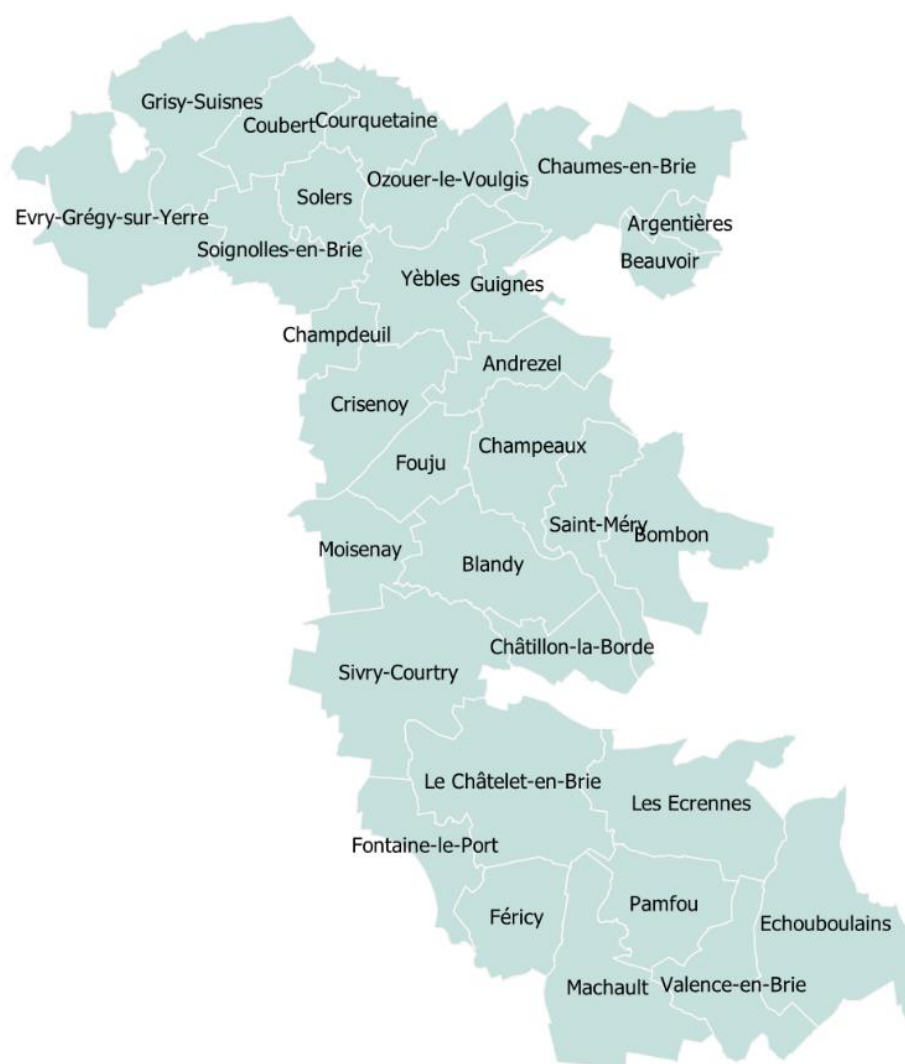 Grisy-Suisnes
Coubert
Courquetaine
Chaumes-en-Brie
Ozouer-le-Voulgis
Solers
Evry-Grégy-sur-Yerre
Argentières
Soignolles-en-Brie
Beauvoir
Yèbles
Guignes
Champdeuil
Andrezel
Crisenoy
Champeaux
Fouju
Saint-Méry
Bombon
Moisenay
Blandy
Châtillon-la-Borde
Sivry-Courtry
Le Châtelet-en-Brie
Les Ecrennes
Fontaine-le-Port
Pamfou
Féricy
Echouboulains
Machault
Valence-en-Brie